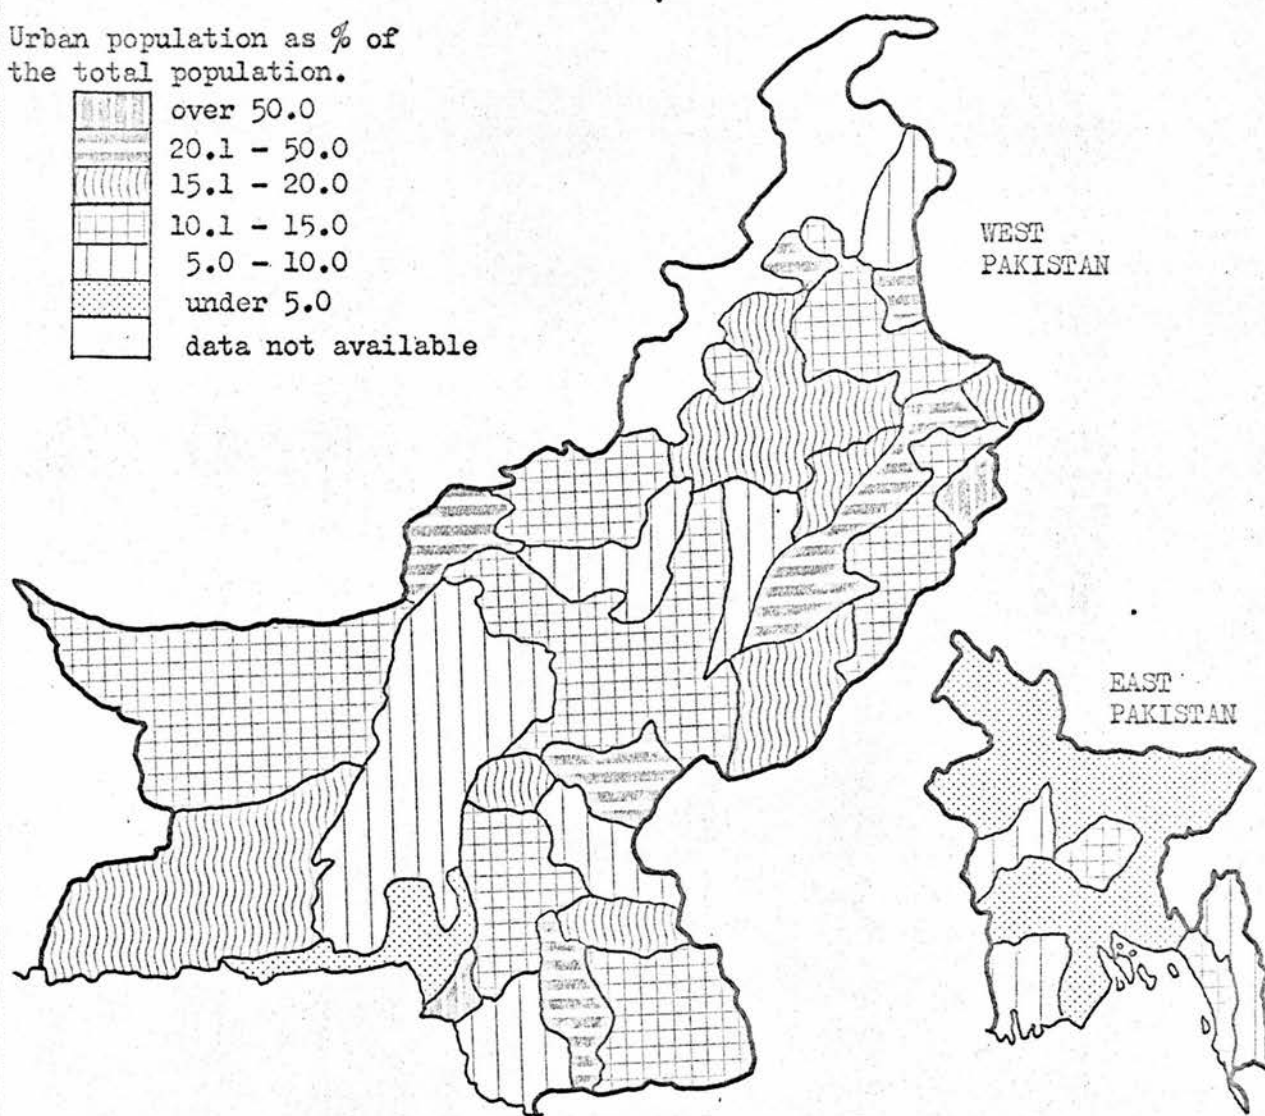 Urban population as % of
the total population.
over 50.0
20.1 - 50.0
15.1 - 20.0
10.1 - 15.0
5.0 - 10.0
under 5.0
data not available
WEST
PAKISTAN
EAST
PAKISTAN